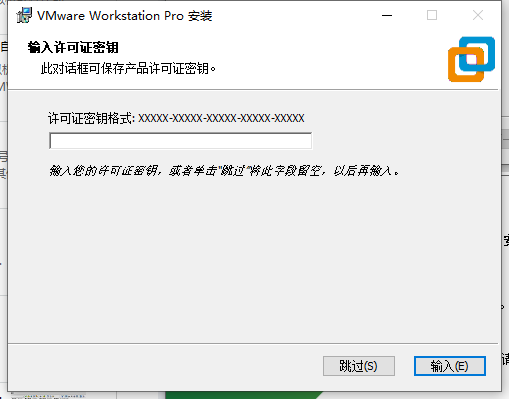 VMware Workstation Pro 安装
输入许可证密钥
此对话框可保存产品许可证密钥。
许可证密钥格式: XXXXX-XXXXX-XXXXX-XXXXX-XXXXX
输入您的许可证密钥，或者单击"跳过"将此字段留空，以后再输入。
跳过(S)
输入(E)